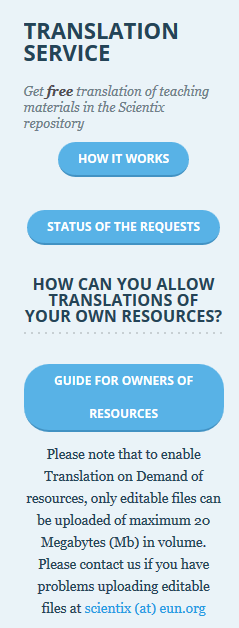 TRANSLATION
SERVICE
Get free translation of teaching
materials in the Scientix
repository
HOW IT WORKS
STATUS OF THE REQUESTS
HOW CAN YOU ALLOW
TRANSLATIONS OF
YOUR OWN RESOURCES?
GUIDE FOR OWNERS OF
RESOURCES
Please note that to enable
Translation on Demand of
resources, only editable files can
be uploaded of maximum 20
Megabytes (Mb) in volume.
Please contact us if you have
problems uploading editable
files at scientix (at) eun.org